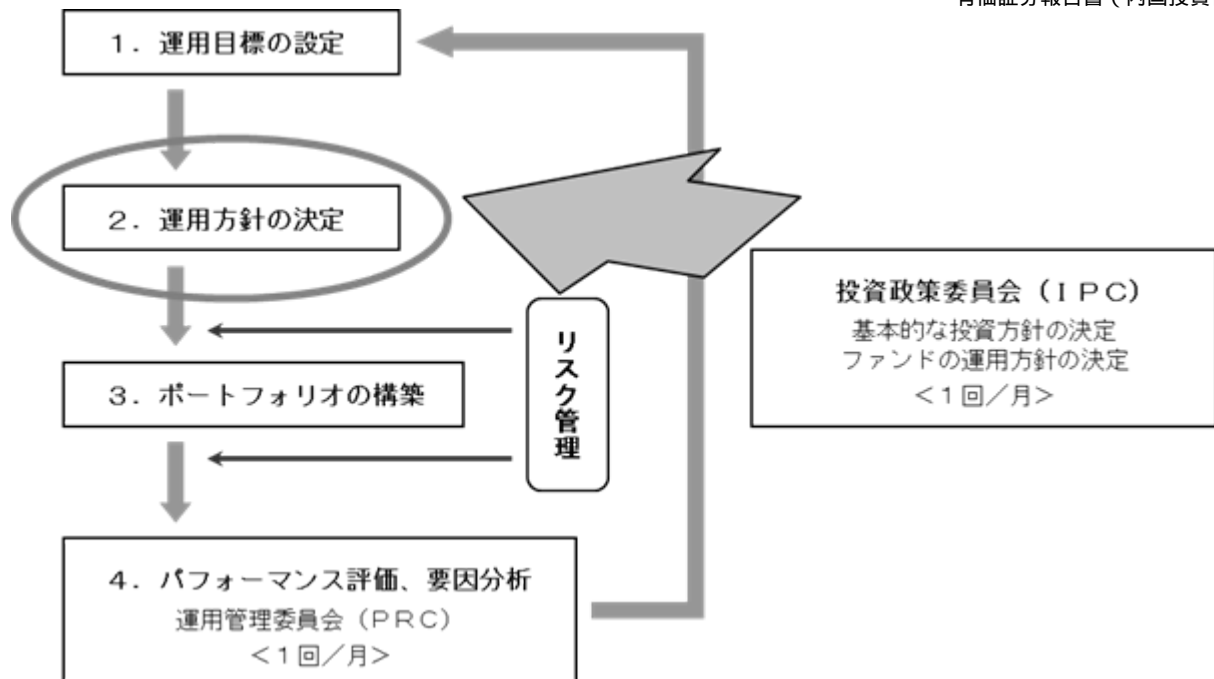 有価証券報告書（内国投資
１．運用目標の設定
２．運用方針の決定
投資政策委員会（ＩＰＣ）
基本的な投資方針の決定
ファンドの運用方針の決定
＜１回／月＞
リスク管理
３．ポートフォリオの構築
４．パフォーマンス評価、要因分析
運用管理委員会（ＰＲＣ）
＜１回／月＞